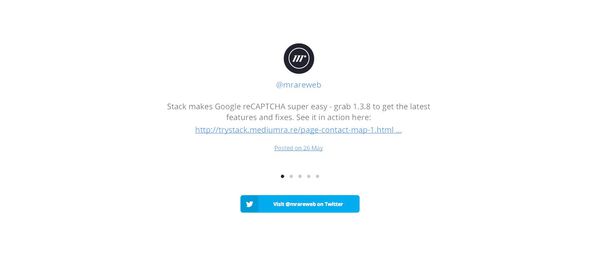 mr
@mrareweb
Stack makes Google reCAPTCHA super easy - grab 1.3.8 to get the latest
features and fixes. See it in action here:
http://trystack.mediumra.re/page-contact-map-1.html ...
Posted on 26 May
Visit @mrareweb on Twitter